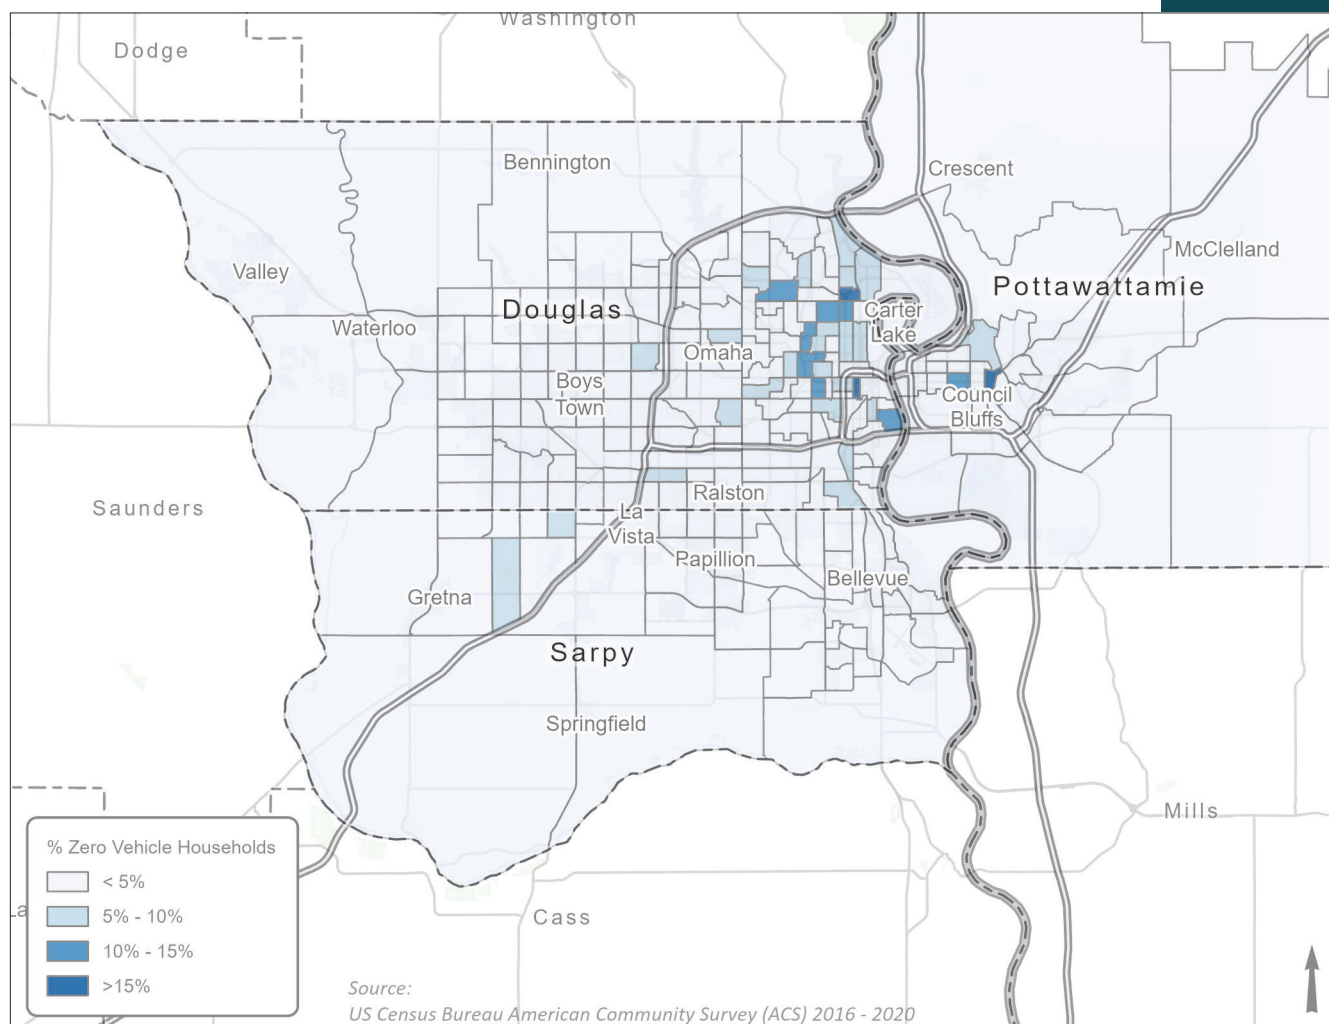 Washington
Dodge
Bennington
Crescent
McClelland
Valley
Pottawattamie
Douglas
Carter
Lake
Waterloo
Omaha
Boys
Town
Council
Bluffs
Saunders
Ralston
La
Vista
Papillion
Bellevue
Gretna
Sarpy
Springfield
Mills
Cass
La
% Zero Vehicle Households
< 5%
5% - 10%
10% - 15%
>15%
Source:
US Census Bureau American Community Survey (ACS) 2016 - 2020